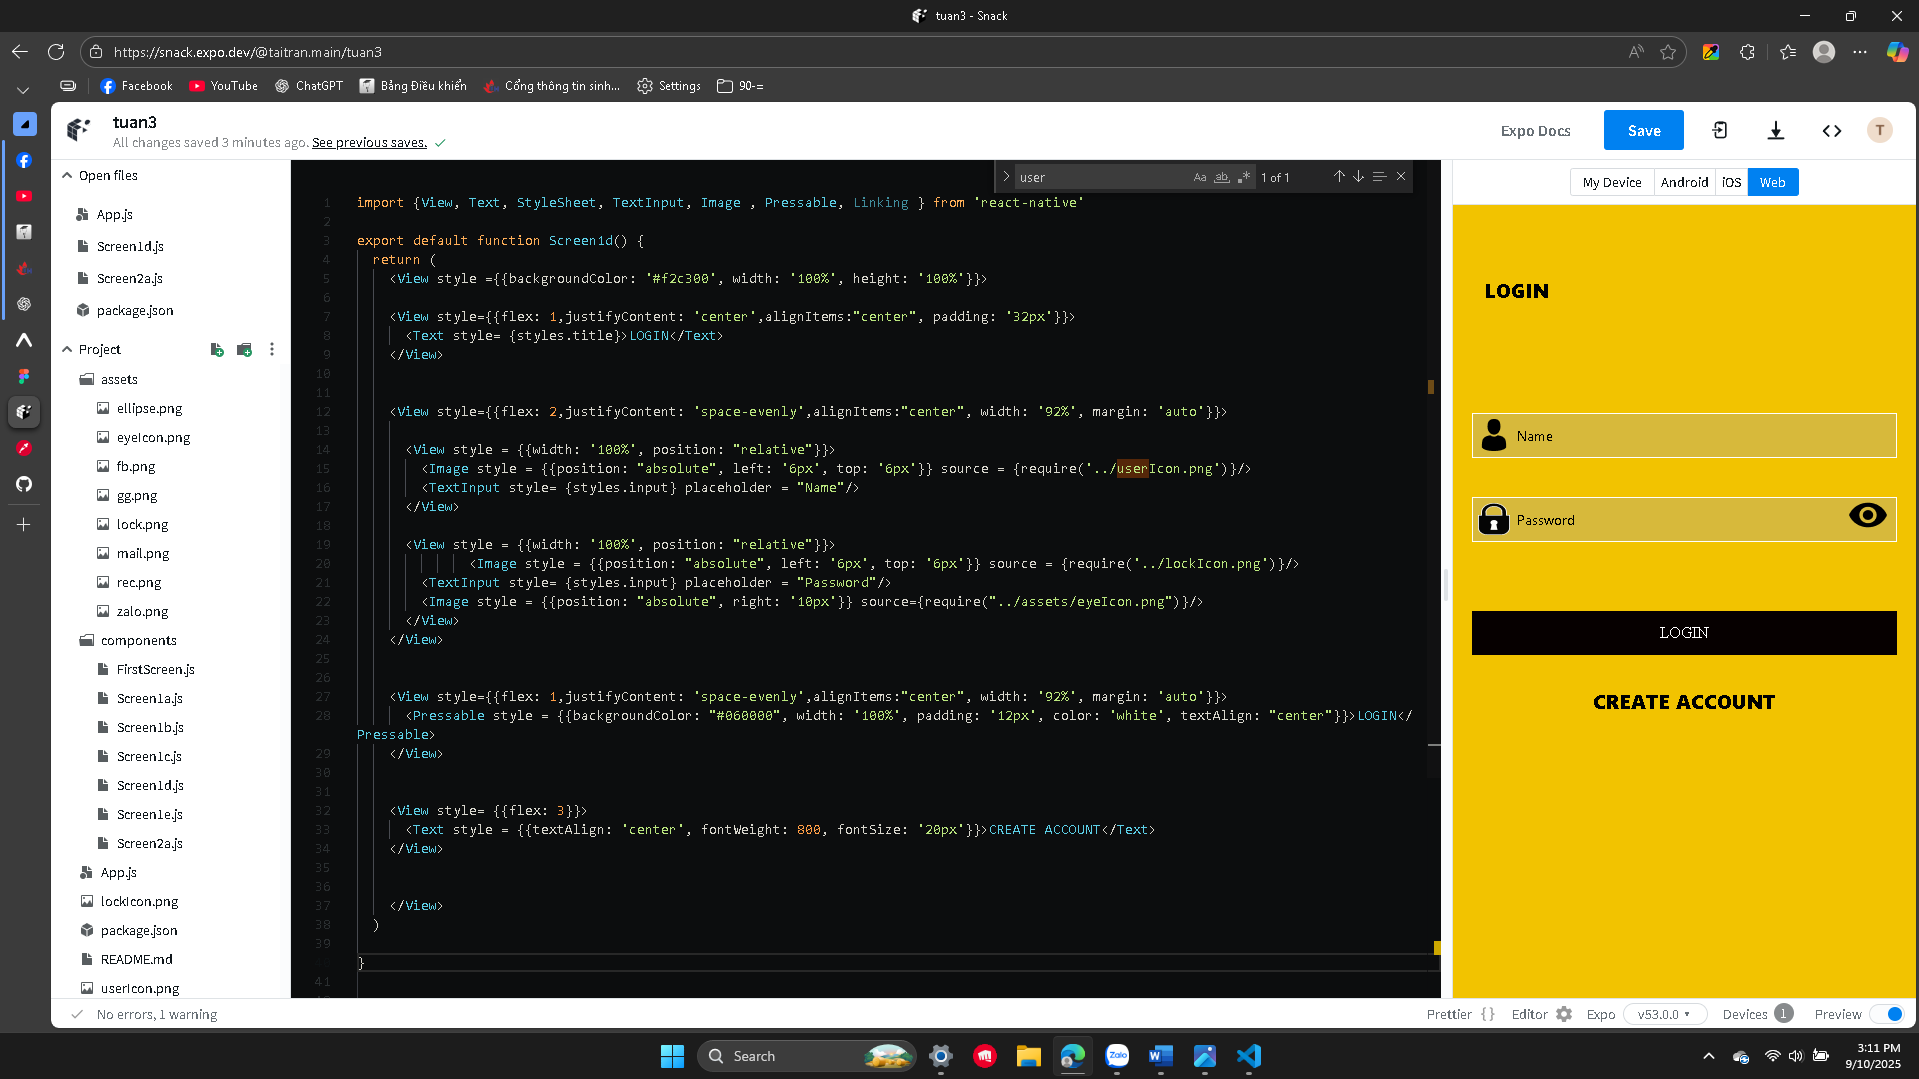 tuan3 - Snack
https://snack.expo.dev/@taitran.main/tuan3
Facebook
YouTube
ChatGPT
Bảng Điều khiển
Cổng thông tin sinh...
Settings
90-=
tuan3
All changes saved 3 minutes ago. See previous saves.
Expo Docs
Save
T
Open files
App.js
Screen1d.js
Screen2a.js
package.json
Project
assets
ellipse.png
eyeIcon.png
fb.png
gg.png
lock.png
mail.png
rec.png
zalo.png
components
FirstScreen.js
Screen1a.js
Screen1b.js
Screen1c.js
Screen1d.js
Screen1e.js
Screen2a.js
App.js
lockIcon.png
package.json
README.md
userIcon.png
user
Aa
ab
1 of 1
1 import {View, Text, StyleSheet, TextInput, Image , Pressable, Linking } from 'react-native'
2
3 export default function Screen1d() {
4 return (
5 <View style ={{backgroundColor: '#f2c300', width: '100%', height: '100%'}}>
6
7 <View style={{flex: 1,justifyContent: 'center',alignItems:"center", padding: '32px'}}>
8 <Text style= {styles.title}>LOGIN</Text>
9 </View>
10
11
12 <View style={{flex: 2,justifyContent: 'space-evenly',alignItems:"center", width: '92%', margin: 'auto'}}>
13
14 <View style = {{width: '100%', position: "relative"}}>
15 <Image style = {{position: "absolute", left: '6px', top: '6px'}} source = {require('../userIcon.png')}/>
16 <TextInput style= {styles.input} placeholder = "Name"/>
17 </View>
18
19 <View style = {{width: '100%', position: "relative"}}>
20 <Image style = {{position: "absolute", left: '6px', top: '6px'}} source = {require('../lockIcon.png')}/>
21 <TextInput style= {styles.input} placeholder = "Password"/>
22 <Image style = {{position: "absolute", right: '10px'}} source={require("../assets/eyeIcon.png")}/>
23 </View>
24 </View>
25
26
27 <View style={{flex: 1,justifyContent: 'space-evenly',alignItems:"center", width: '92%', margin: 'auto'}}>
28 <Pressable style = {{backgroundColor: "#060000", width: '100%', padding: '12px', color: 'white', textAlign: "center"}}>LOGIN</
Pressable>
29 </View>
30
31
32 <View style= {{flex: 3}}>
33 <Text style = {{textAlign: 'center', fontWeight: 800, fontSize: '20px'}}>CREATE ACCOUNT</Text>
34 </View>
35
36
37 </View>
38 )
39
}
41
My Device
Android
iOS
Web
LOGIN
Name
Password
LOGIN
CREATE ACCOUNT
No errors, 1 warning
Prettier
Editor
Expo
v53.0.0
Devices
1
Preview
Search
Zalo
3:11 PM
9/10/2025